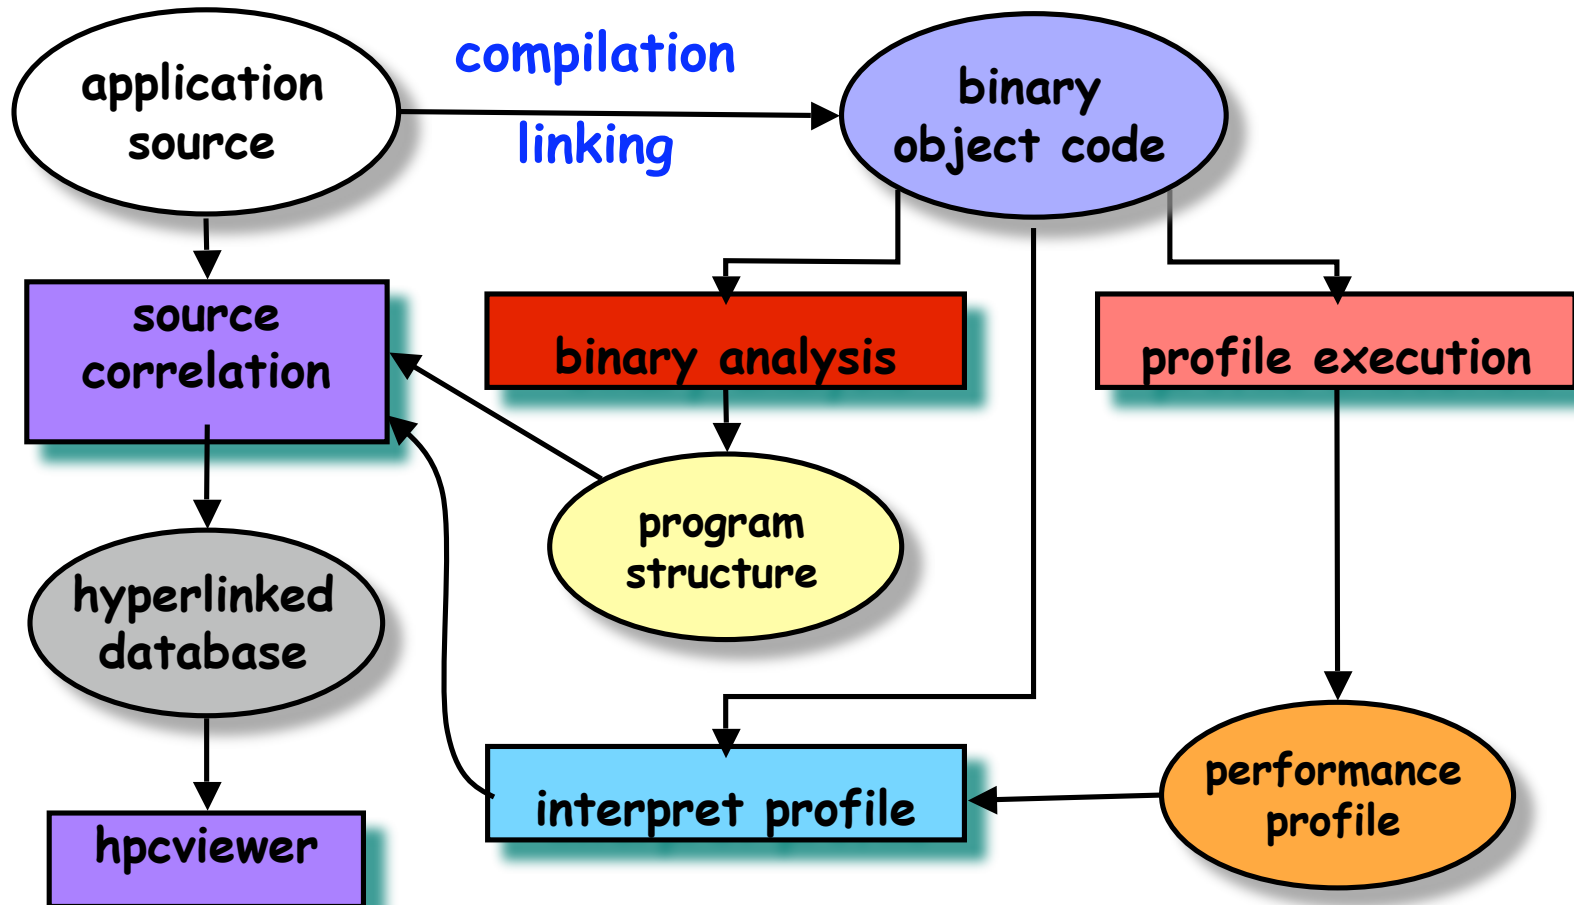 application
source
compilation
linking
binary
object code
source
correlation
binary analysis
profile execution
program
structure
hyperlinked
database
interpret profile
performance
profile
hpcviewer